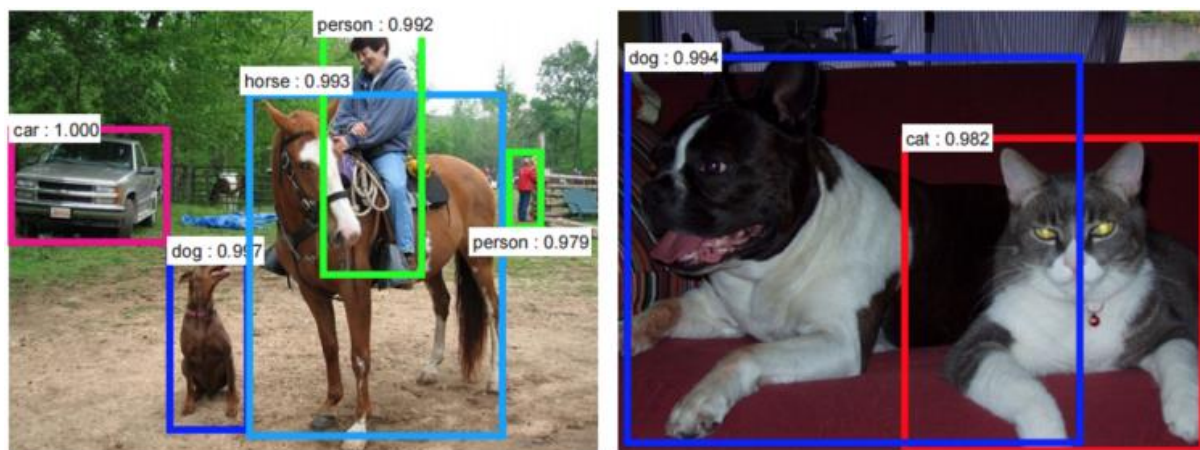 person : 0.992
horse : 0.993
car : 1.000
dog : 0.997
person : 0.979
dog : 0.994
cat : 0.982